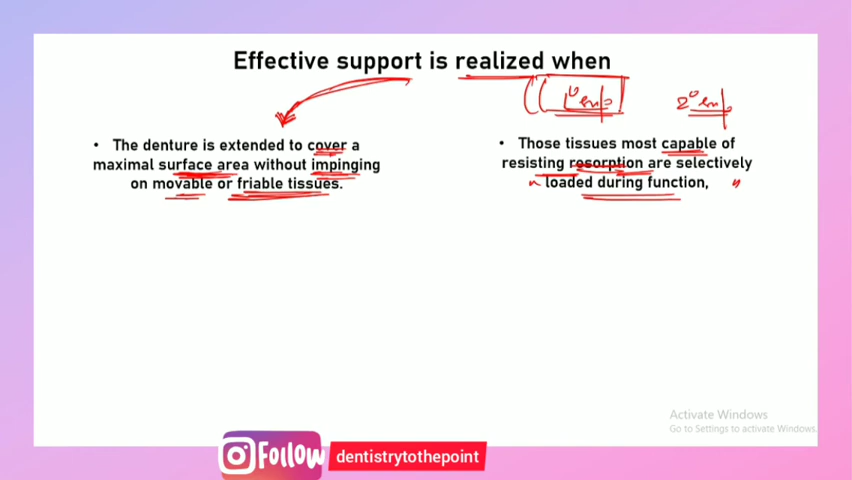 Effective support is realized when
• The denture is extended to cover a
maximal surface area without impinging
on movable or friable tissues.
• Those tissues most capable of
resisting resorption are selectively
loaded during function,
Activate Windows
Go to Settings to activate Windows.
Follow
dentistrytothepoint